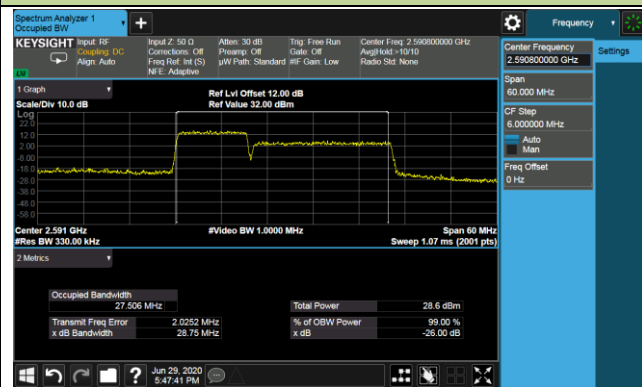 Spectrum Analyzer 1
Occupied BW
+
Frequency
KEYSIGHT
Input: RF
Coupling: DC
Align: Auto
Input Z: 50 Ω
Corrections: Off
Freq Ref: Int (S)
NFE: Adaptive
Atten: 30 dB
Preamp: Off
µW Path: Standard
Trig: Free Run
Gate: Off
#IF Gain: Low
Center Freq: 2.590800000 GHz
Avg|Hold:>10/10
Radio Std: None
Center Frequency
2.590800000 GHz
Settings
Span
60.000 MHz
CF Step
6.000000 MHz
Auto
Man
Freq Offset
0 Hz
1 Graph
Scale/Div 10.0 dB
Ref Lvl Offset 12.00 dB
Ref Value 32.00 dBm
Log
22.0
12.0
2.00
-8.00
-18.0
-28.0
-38.0
-48.0
-58.0
Center 2.591 GHz
#Res BW 330.00 kHz
#Video BW 1.0000 MHz
Span 60 MHz
Sweep 1.07 ms (2001 pts)
2 Metrics
Occupied Bandwidth
27.506 MHz
Total Power 28.6 dBm
Transmit Freq Error 2.0252 MHz
% of OBW Power 99.00 %
x dB Bandwidth 28.75 MHz
x dB -26.00 dB
?
Jun 29, 2020
5:47:41 PM